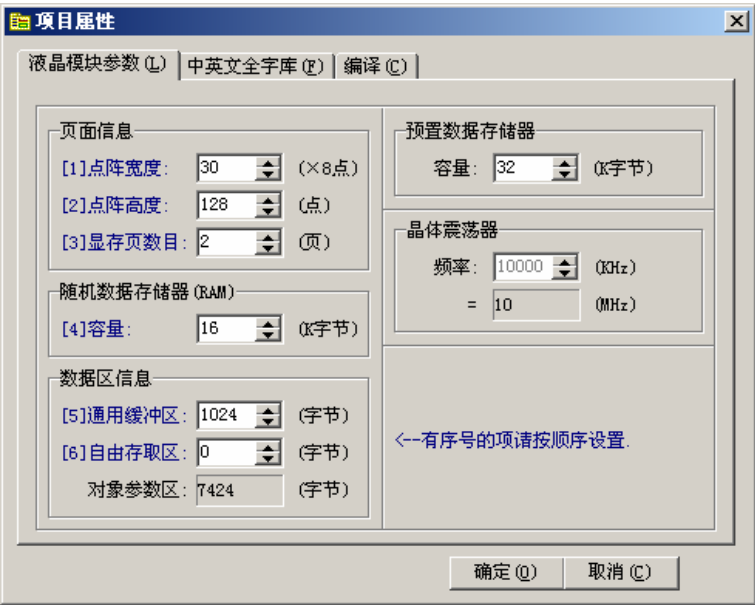 项目属性
液晶模块参数(L) 中英文全字库(F) 编译(C)
页面信息
[1]点阵宽度: 30 (×8点)
[2]点阵高度: 128 (点)
[3]显存页数目: 2 (页)
随机数据存储器(RAM)
[4]容量: 16 (K字节)
数据区信息
[5]通用缓冲区: 1024 (字节)
[6]自由存取区: 0 (字节)
对象参数区: 7424 (字节)
预置数据存储器
容量: 32 (K字节)
晶体震荡器
频率: 10000 (KHz)
= 10 (MHz)
<--有序号的项请按顺序设置.
确定(O) 取消(C)